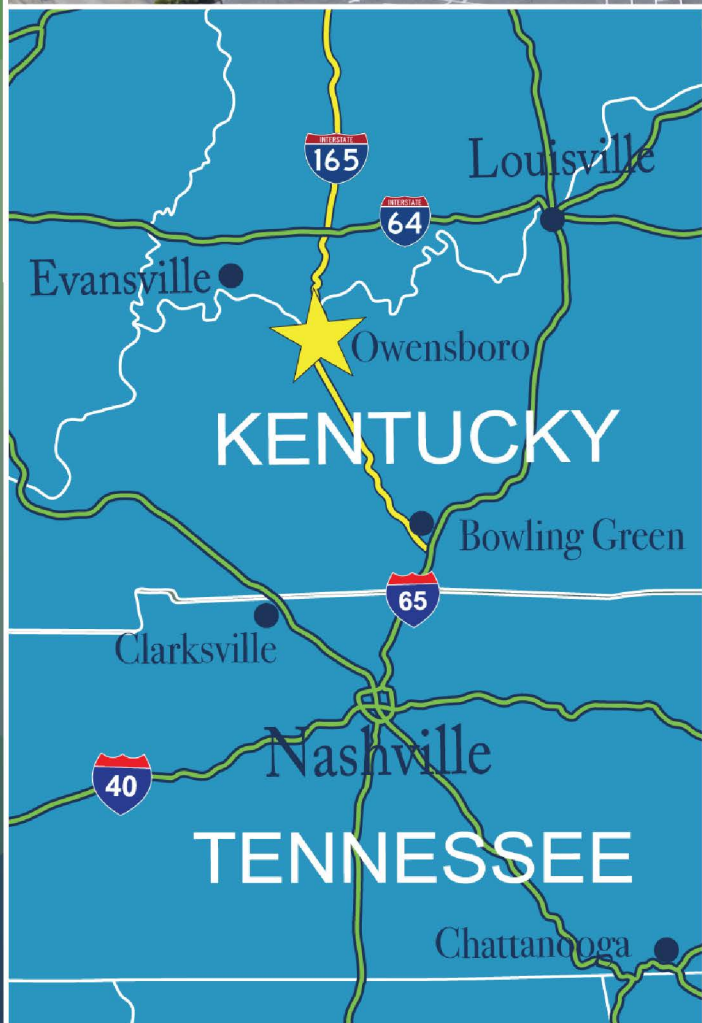 INTERSTATE
165
Louisville
INTERSTATE
64
Evansville
Owensboro
KENTUCKY
Bowling Green
65
Clarksville
Nashville
40
TENNESSEE
Chattanooga